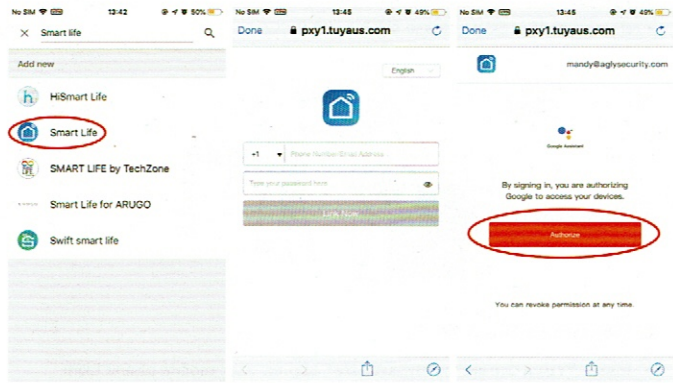 No SIM 13:42 50%
Smart life
Add new
HiSmart Life
Smart Life
SMART LIFE by TechZone
Smart Life for ARUGO
Swift smart life
No SIM 13:45 49%
Done pxy1.tuyaus.com
English
+1 Phone Number/Email Address
Type your password here
Link Now
No SIM 13:45 49%
Done pxy1.tuyaus.com
mandy@aglysecurity.com
Google Assistant
By signing in, you are authorizing
Google to access your devices.
Authorize
You can revoke permission at any time.